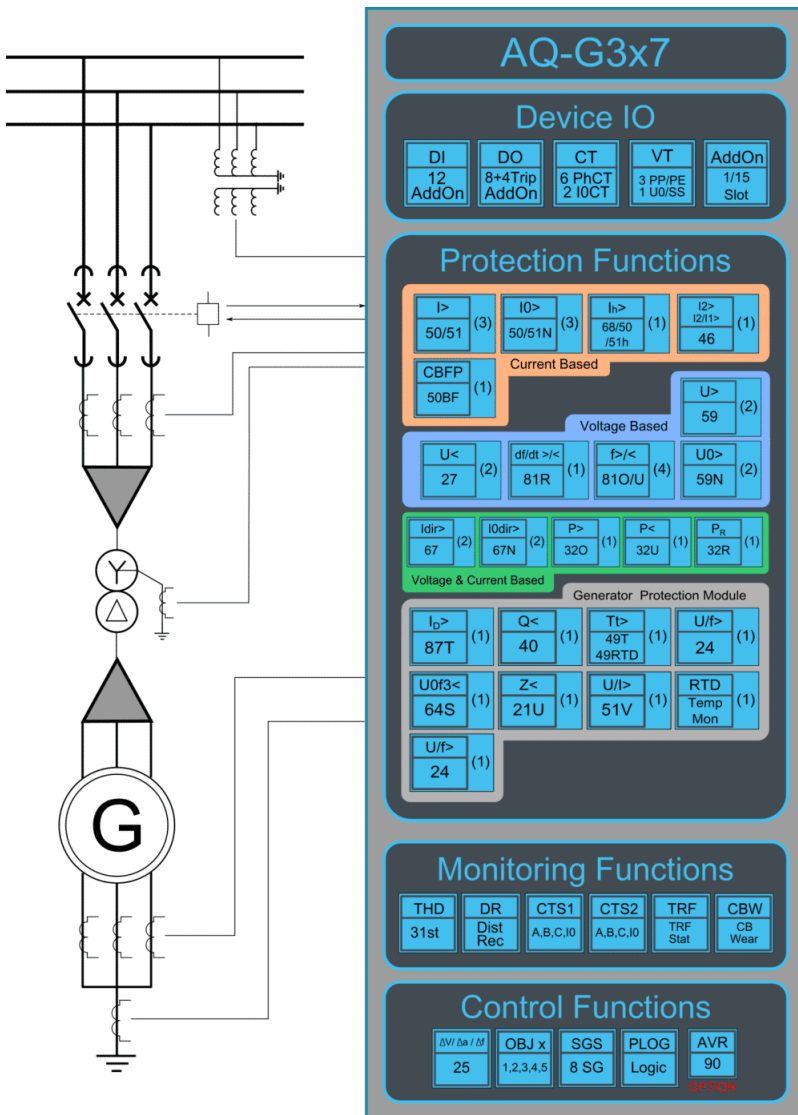 AQ-G3x7
Device IO
DI
12
AddOn
DO
8+4Trip
AddOn
CT
6 PhCT
2 I0CT
VT
3 PP/PE
1 U0/SS
AddOn
1/15
Slot
Protection Functions
I>
50/51
(3)
I0>
50/51N
(3)
Ih>
68/50
/51h
(1)
I2>
I2/I1>
46
(1)
CBFP
50BF
(1)
Current Based
U>
59
(2)
Voltage Based
U<
27
(2)
df/dt >/<
81R
(1)
f>/<
81O/U
(4)
U0>
59N
(2)
Idir>
67
(2)
I0dir>
67N
(2)
P>
32O
(1)
P<
32U
(1)
PR
32R
(1)
Voltage & Current Based
Generator Protection Module
ID>
87T
(1)
Q<
40
(1)
Tt>
49T
49RTD
(1)
U/f>
24
(1)
U0f3<
64S
(1)
Z<
21U
(1)
U/I>
51V
(1)
RTD
Temp
Mon
(1)
U/f>
24
(1)
Y
G
Monitoring Functions
THD
31st
DR
Dist
Rec
CTS1
A,B,C,I0
CTS2
A,B,C,I0
TRF
TRF
Stat
CBW
CB
Wear
Control Functions
ΔV/ Δa / Δf
25
OBJ x
1,2,3,4,5
SGS
8 SG
PLOG
Logic
AVR
90
OPTION